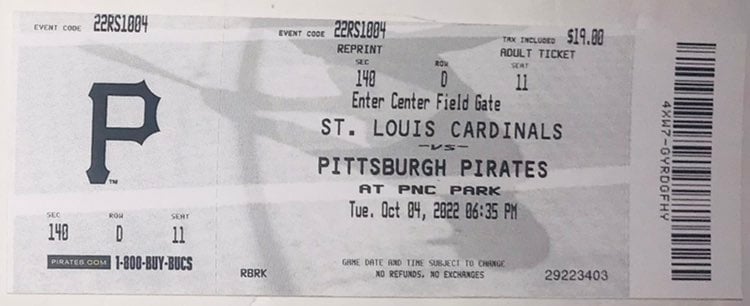 EVENT CODE 22RS1004
P
TM
SEC ROW SEAT
140 D 11
PIRATES.COM 1-800-BUY-BUCS
EVENT CODE 22RS1004 TAX INCLUDED $19.00
REPRINT ADULT TICKET
SEC ROW SEAT
140 D 11
Enter Center Field Gate
ST. LOUIS CARDINALS
-VS-
PITTSBURGH PIRATES
AT PNC PARK
Tue. Oct 04, 2022 06:35 PM
GAME DATE AND TIME SUBJECT TO CHANGE
RBRK NO REFUNDS, NO EXCHANGES 29223403
4XW7-GYRDGFHY